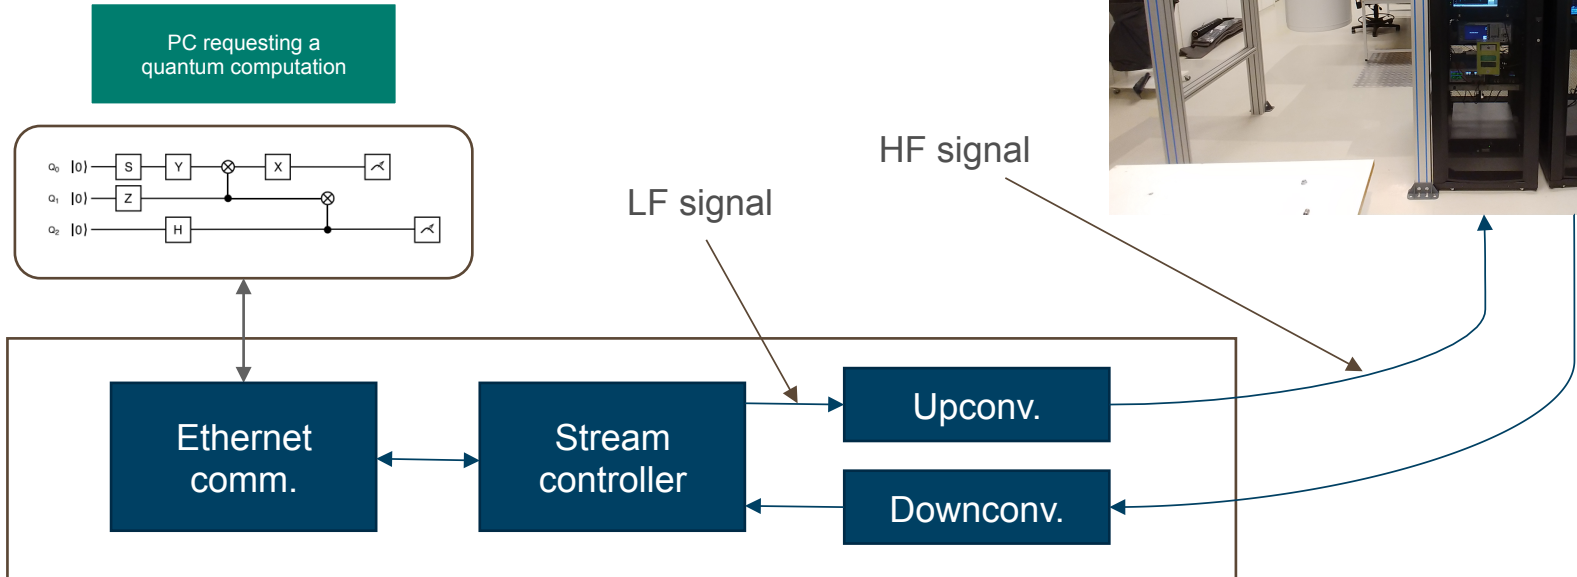 PC requesting a
quantum computation
Q₀ |0⟩ S Y X
Q₁ |0⟩ Z
Q₂ |0⟩ H
HF signal
LF signal
Ethernet
comm.
Stream
controller
Upconv.
Downconv.